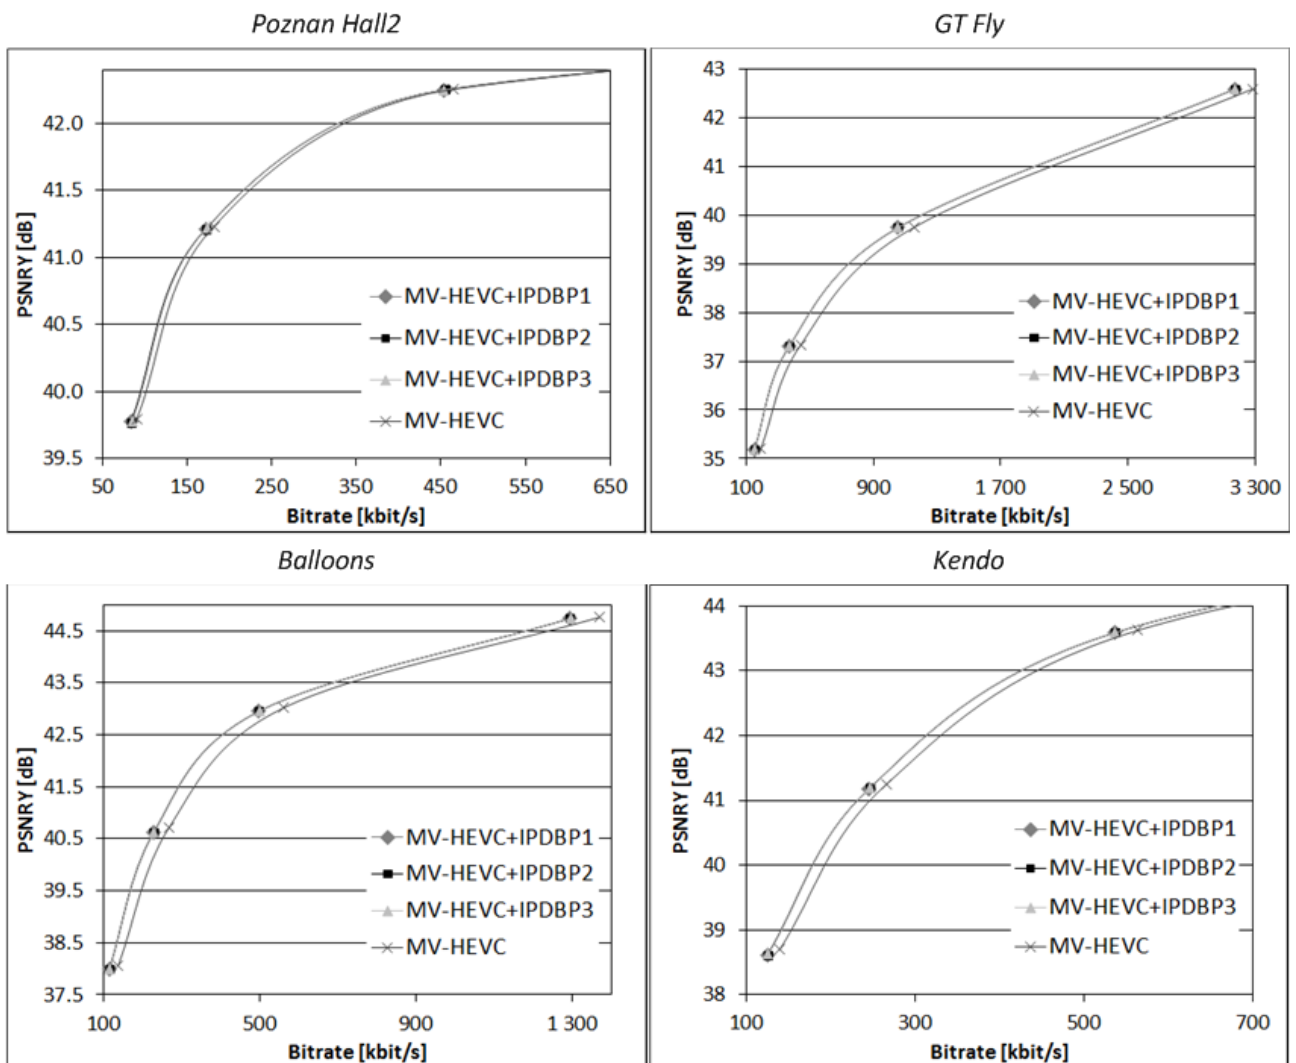 Poznan Hall2
GT Fly
PSNRY [dB]
42.0
41.5
41.0
40.5
40.0
39.5
MV-HEVC+IPDBP1
MV-HEVC+IPDBP2
MV-HEVC+IPDBP3
MV-HEVC
50 150 250 350 450 550 650
Bitrate [kbit/s]
PSNRY [dB]
43
42
41
40
39
38
37
36
35
MV-HEVC+IPDBP1
MV-HEVC+IPDBP2
MV-HEVC+IPDBP3
MV-HEVC
100 900 1 700 2 500 3 300
Bitrate [kbit/s]
Balloons
Kendo
PSNRY [dB]
44.5
43.5
42.5
41.5
40.5
39.5
38.5
37.5
MV-HEVC+IPDBP1
MV-HEVC+IPDBP2
MV-HEVC+IPDBP3
MV-HEVC
100 500 900 1 300
Bitrate [kbit/s]
PSNRY [dB]
44
43
42
41
40
39
38
MV-HEVC+IPDBP1
MV-HEVC+IPDBP2
MV-HEVC+IPDBP3
MV-HEVC
100 300 500 700
Bitrate [kbit/s]